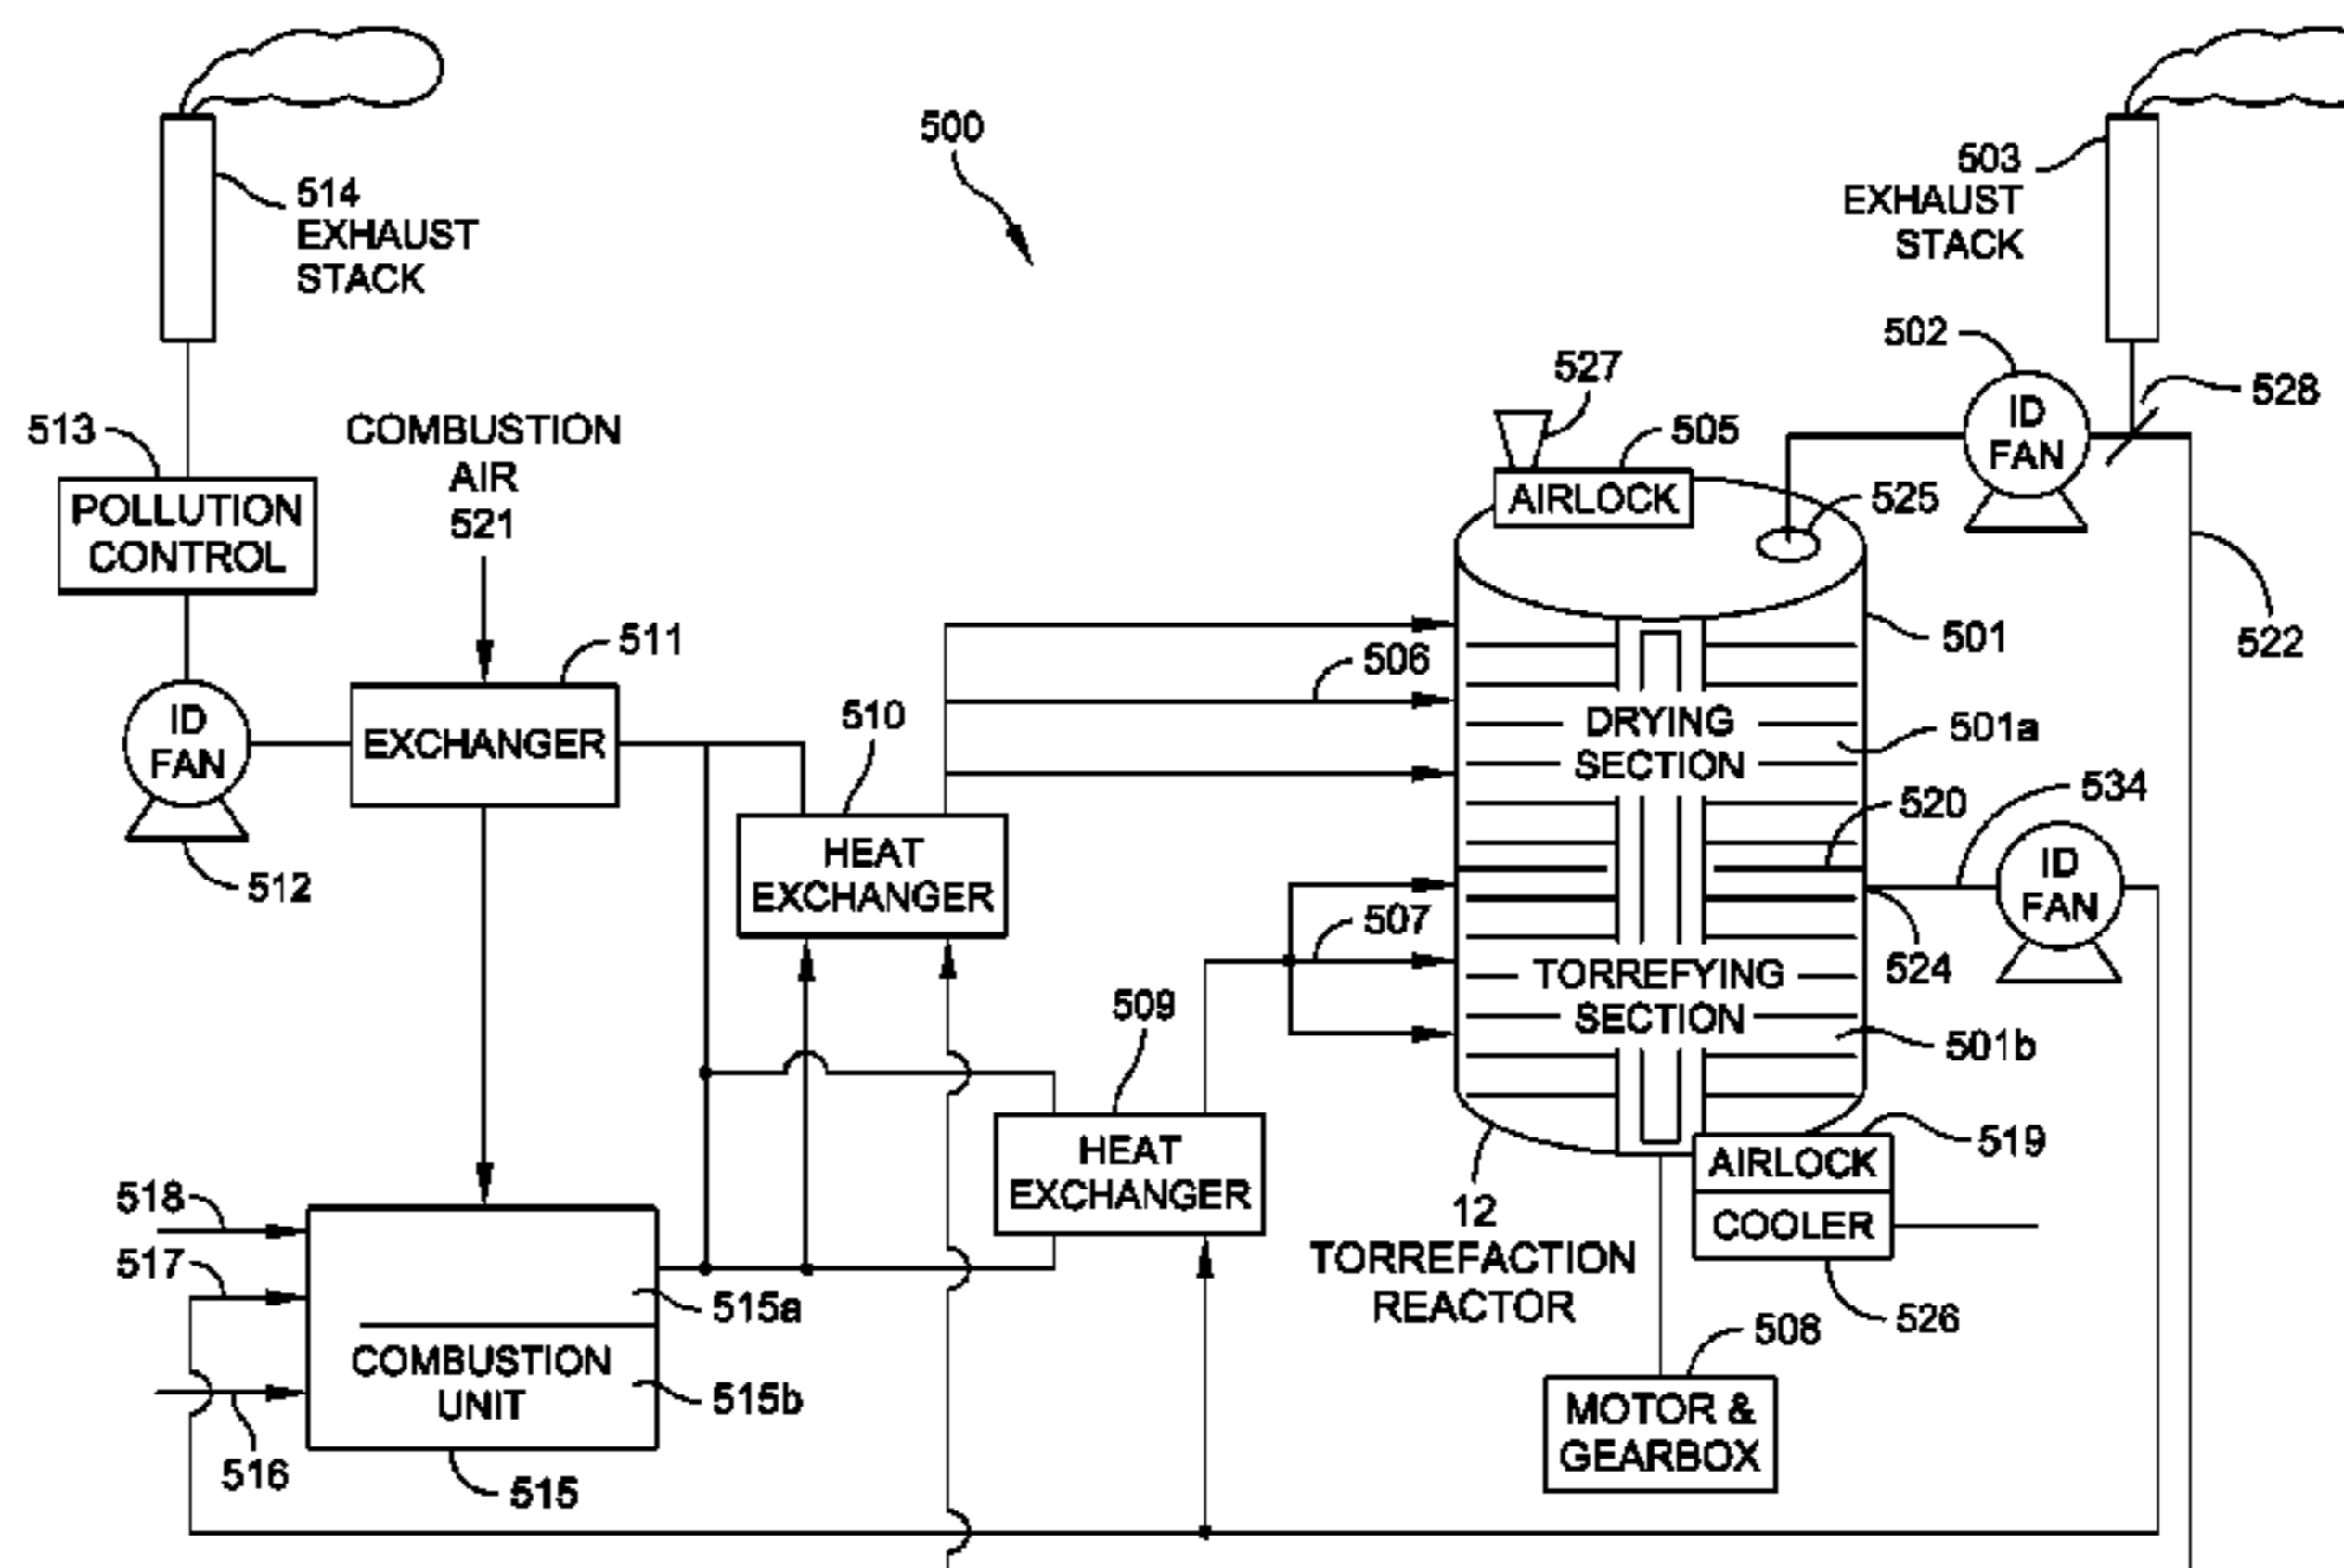 500
514
EXHAUST
STACK
503
EXHAUST
STACK
502
ID
FAN
528
527
505
AIRLOCK
525
513
POLLUTION
CONTROL
COMBUSTION
AIR
521
511
EXCHANGER
ID
FAN
512
510
HEAT
EXCHANGER
506
501
522
DRYING
SECTION
501a
520
534
ID
FAN
524
507
TORREFYING
SECTION
501b
509
HEAT
EXCHANGER
519
AIRLOCK
COOLER
526
12
TORREFACTION
REACTOR
508
MOTOR &
GEARBOX
518
517
515a
COMBUSTION
UNIT
515b
516
515